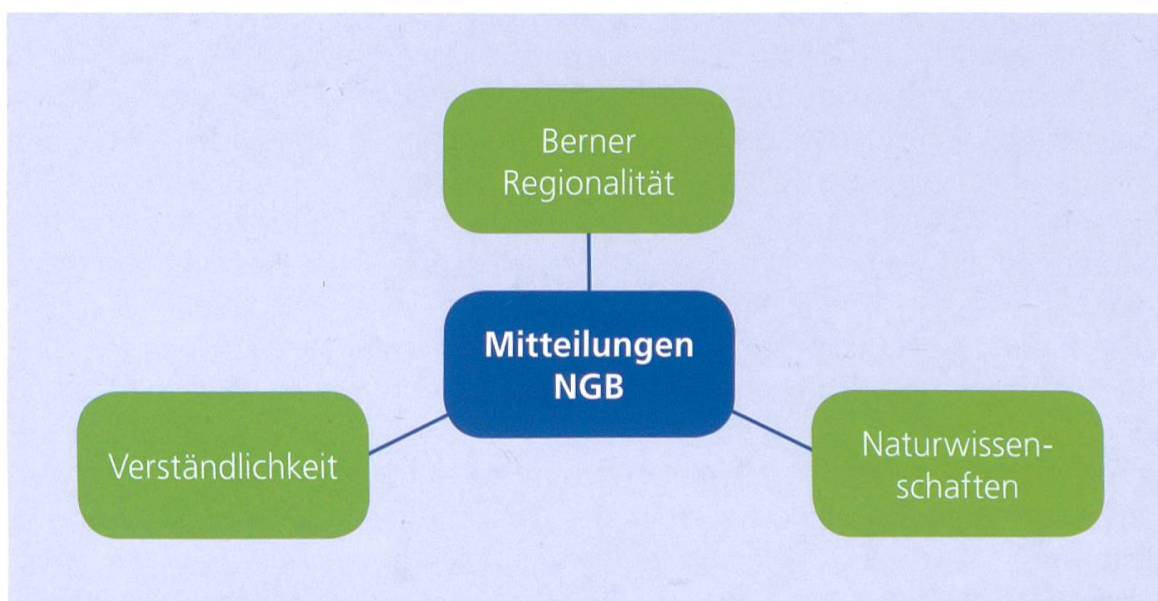 Berner
Regionalität
Mitteilungen
NGB
Verständlichkeit
Naturwissen-
schaften